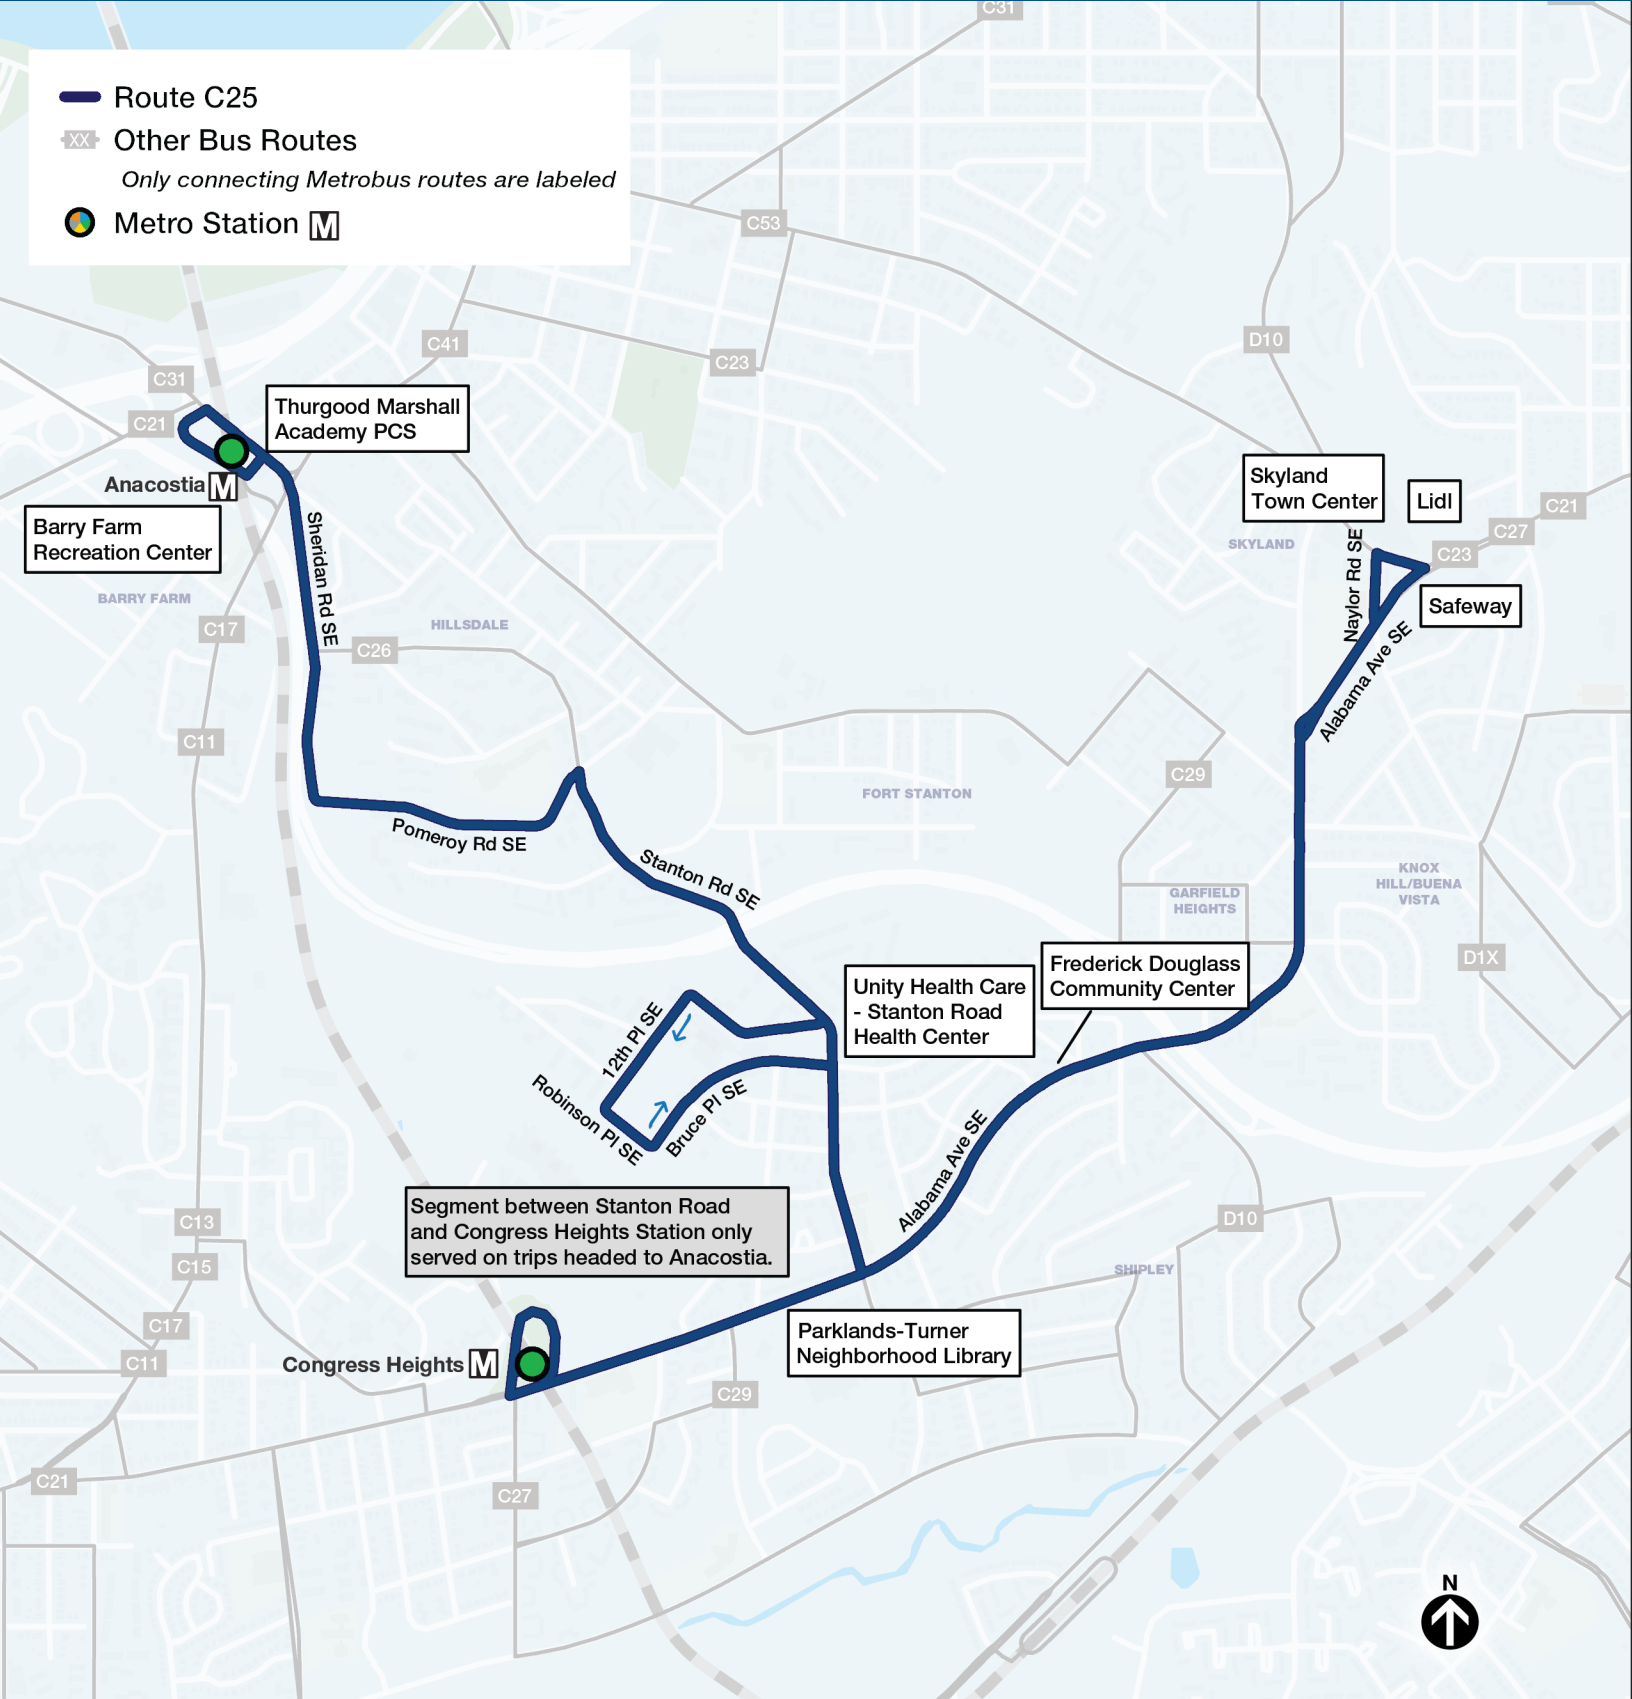 C31
Route C25
XX Other Bus Routes
Only connecting Metrobus routes are labeled
Metro Station M
C53
D10
C41
C23
C31
C21
Thurgood Marshall
Academy PCS
Anacostia M
Barry Farm
Recreation Center
BARRY FARM
Skyland
Town Center
Lidl
C21
C27
C23
SKYLAND
Naylor Rd SE
Safeway
Alabama Ave SE
Sheridan Rd SE
C17
HILLSDALE
C26
C11
C29
FORT STANTON
Pomeroy Rd SE
Stanton Rd SE
KNOX
HILL/BUENA
VISTA
GARFIELD
HEIGHTS
D1X
Frederick Douglass
Community Center
Unity Health Care
- Stanton Road
Health Center
12th Pl SE
Robinson Pl SE
Bruce Pl SE
Alabama Ave SE
Segment between Stanton Road
and Congress Heights Station only
served on trips headed to Anacostia.
C13
C15
D10
SHIPLEY
C17
C11
Parklands-Turner
Neighborhood Library
Congress Heights M
C29
C21
C27
N